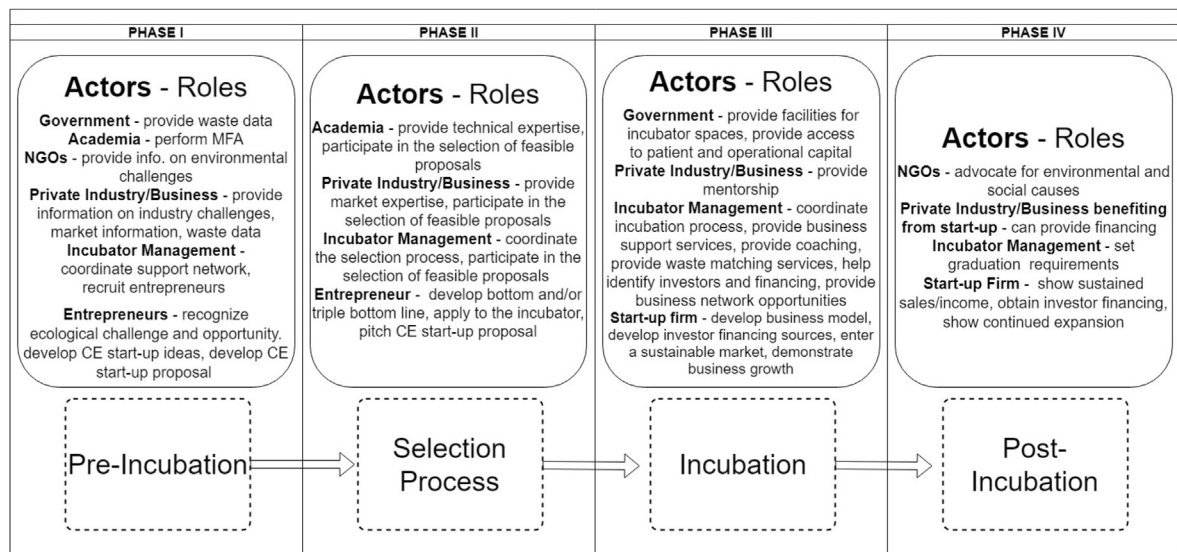 PHASE I
Actors - Roles
Government - provide waste data
Academia - perform MFA
NGOs - provide info. on environmental
challenges
Private Industry/Business - provide
information on industry challenges,
market information, waste data
Incubator Management -
coordinate support network,
recruit entrepreneurs
Entrepreneurs - recognize
ecological challenge and opportunity.
develop CE start-up ideas, develop CE
start-up proposal
Pre-Incubation
PHASE II
Actors - Roles
Academia - provide technical expertise,
participate in the selection of feasible
proposals
Private Industry/Business - provide
market expertise, participate in the
selection of feasible proposals
Incubator Management - coordinate
the selection process, participate in the
selection of feasible proposals
Entrepreneur - develop bottom and/or
triple bottom line, apply to the incubator,
pitch CE start-up proposal
Selection
Process
PHASE III
Actors - Roles
Government - provide facilities for
incubator spaces, provide access
to patient and operational capital
Private Industry/Business - provide
mentorship
Incubator Management - coordinate
incubation process, provide business
support services, provide coaching,
provide waste matching services, help
identify investors and financing, provide
business network opportunities
Start-up firm - develop business model,
develop investor financing sources, enter
a sustainable market, demonstrate
business growth
Incubation
PHASE IV
Actors - Roles
NGOs - advocate for environmental and
social causes
Private Industry/Business benefiting
from start-up - can provide financing
Incubator Management - set
graduation requirements
Start-up Firm - show sustained
sales/income, obtain investor financing,
show continued expansion
Post-
Incubation